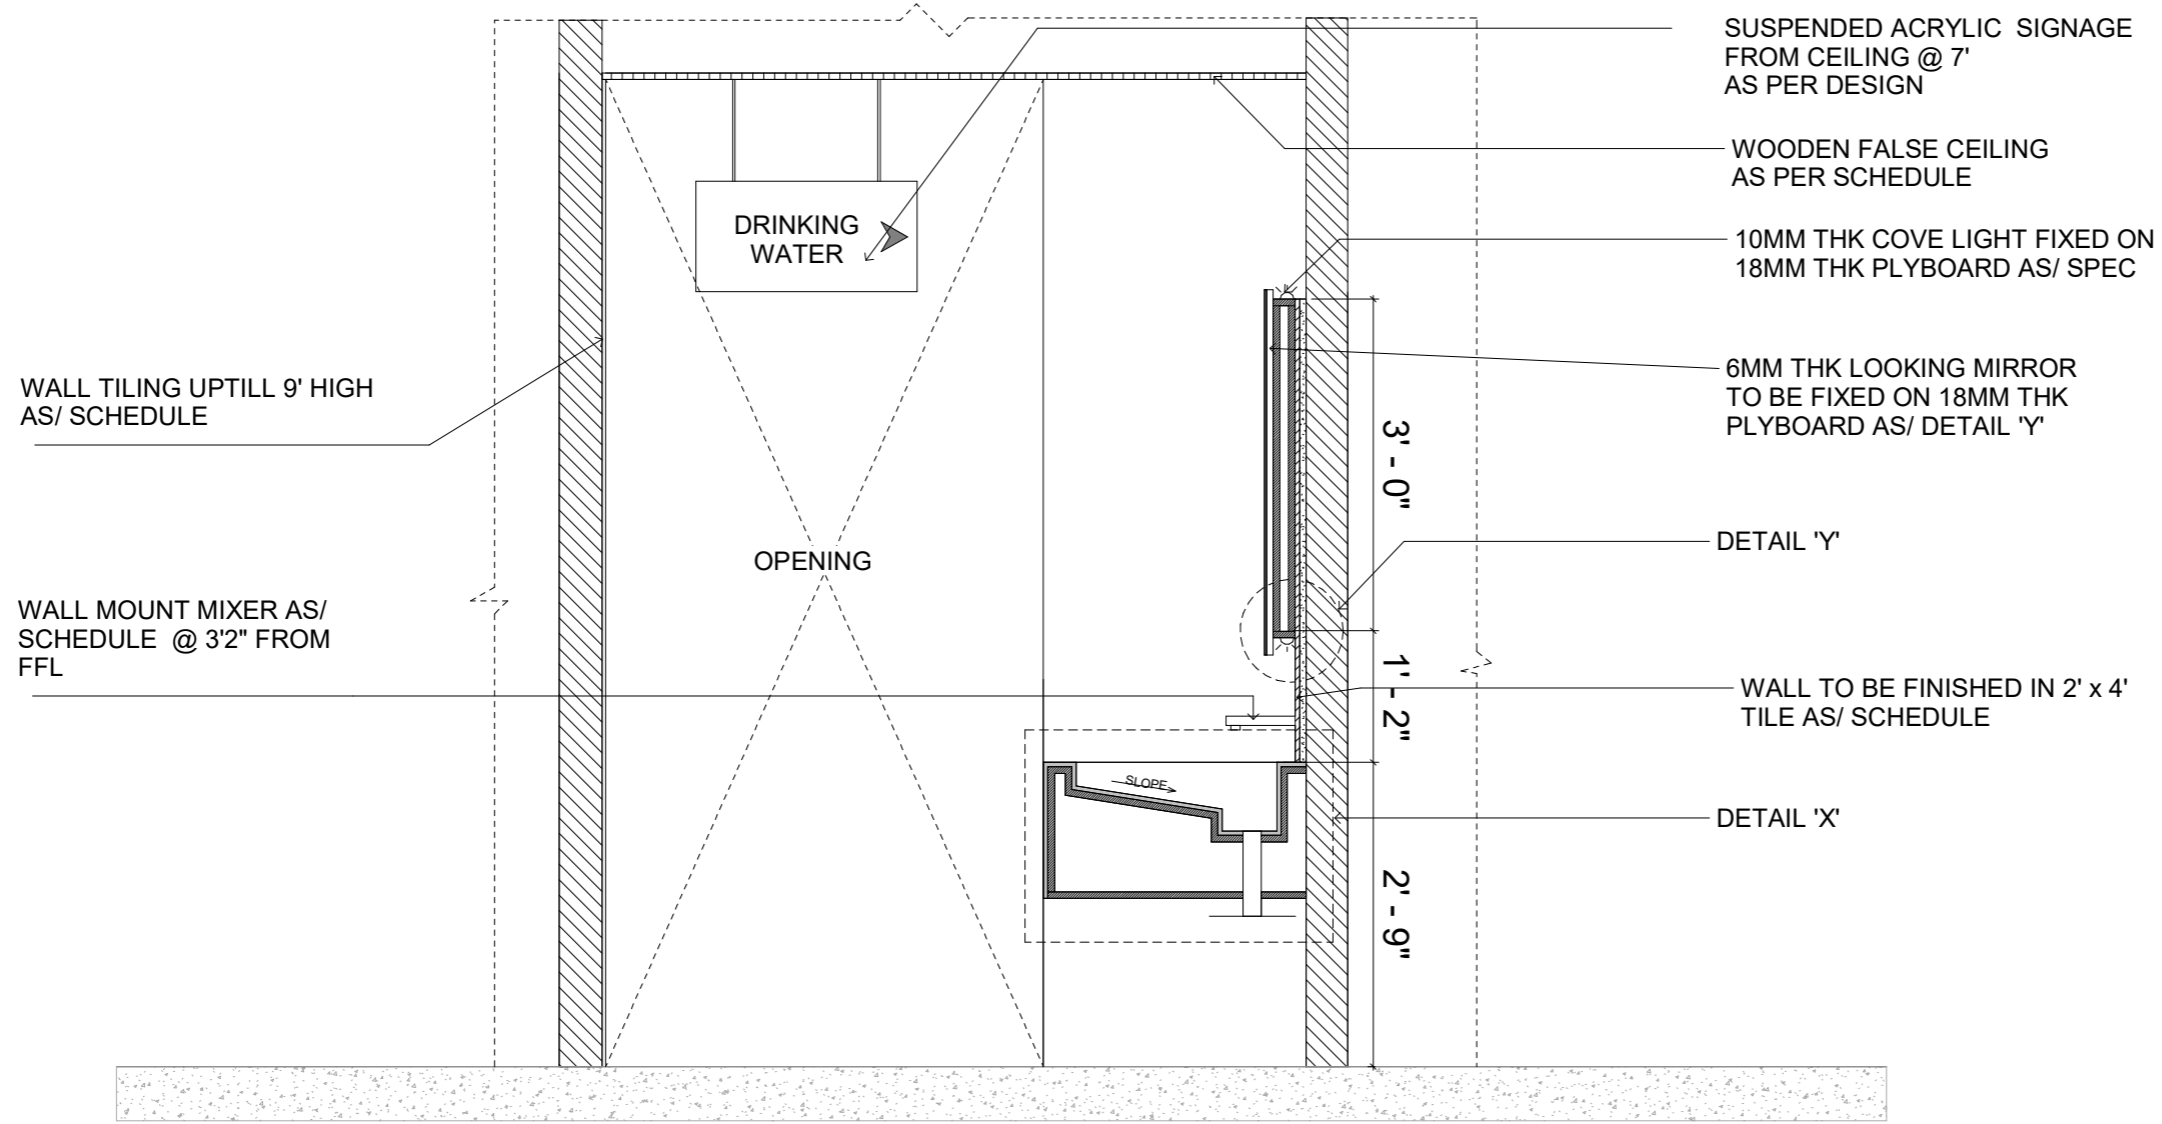 SUSPENDED ACRYLIC SIGNAGE
FROM CEILING @ 7'
AS PER DESIGN
WOODEN FALSE CEILING
AS PER SCHEDULE
DRINKING
WATER
10MM THK COVE LIGHT FIXED ON
18MM THK PLYBOARD AS/ SPEC
6MM THK LOOKING MIRROR
TO BE FIXED ON 18MM THK
PLYBOARD AS/ DETAIL 'Y'
WALL TILING UPTILL 9' HIGH
AS/ SCHEDULE
3' - 0"
OPENING
DETAIL 'Y'
WALL MOUNT MIXER AS/
SCHEDULE @ 3'2" FROM
FFL
1' - 2"
WALL TO BE FINISHED IN 2' x 4'
TILE AS/ SCHEDULE
SLOPE
DETAIL 'X'
2' - 9"